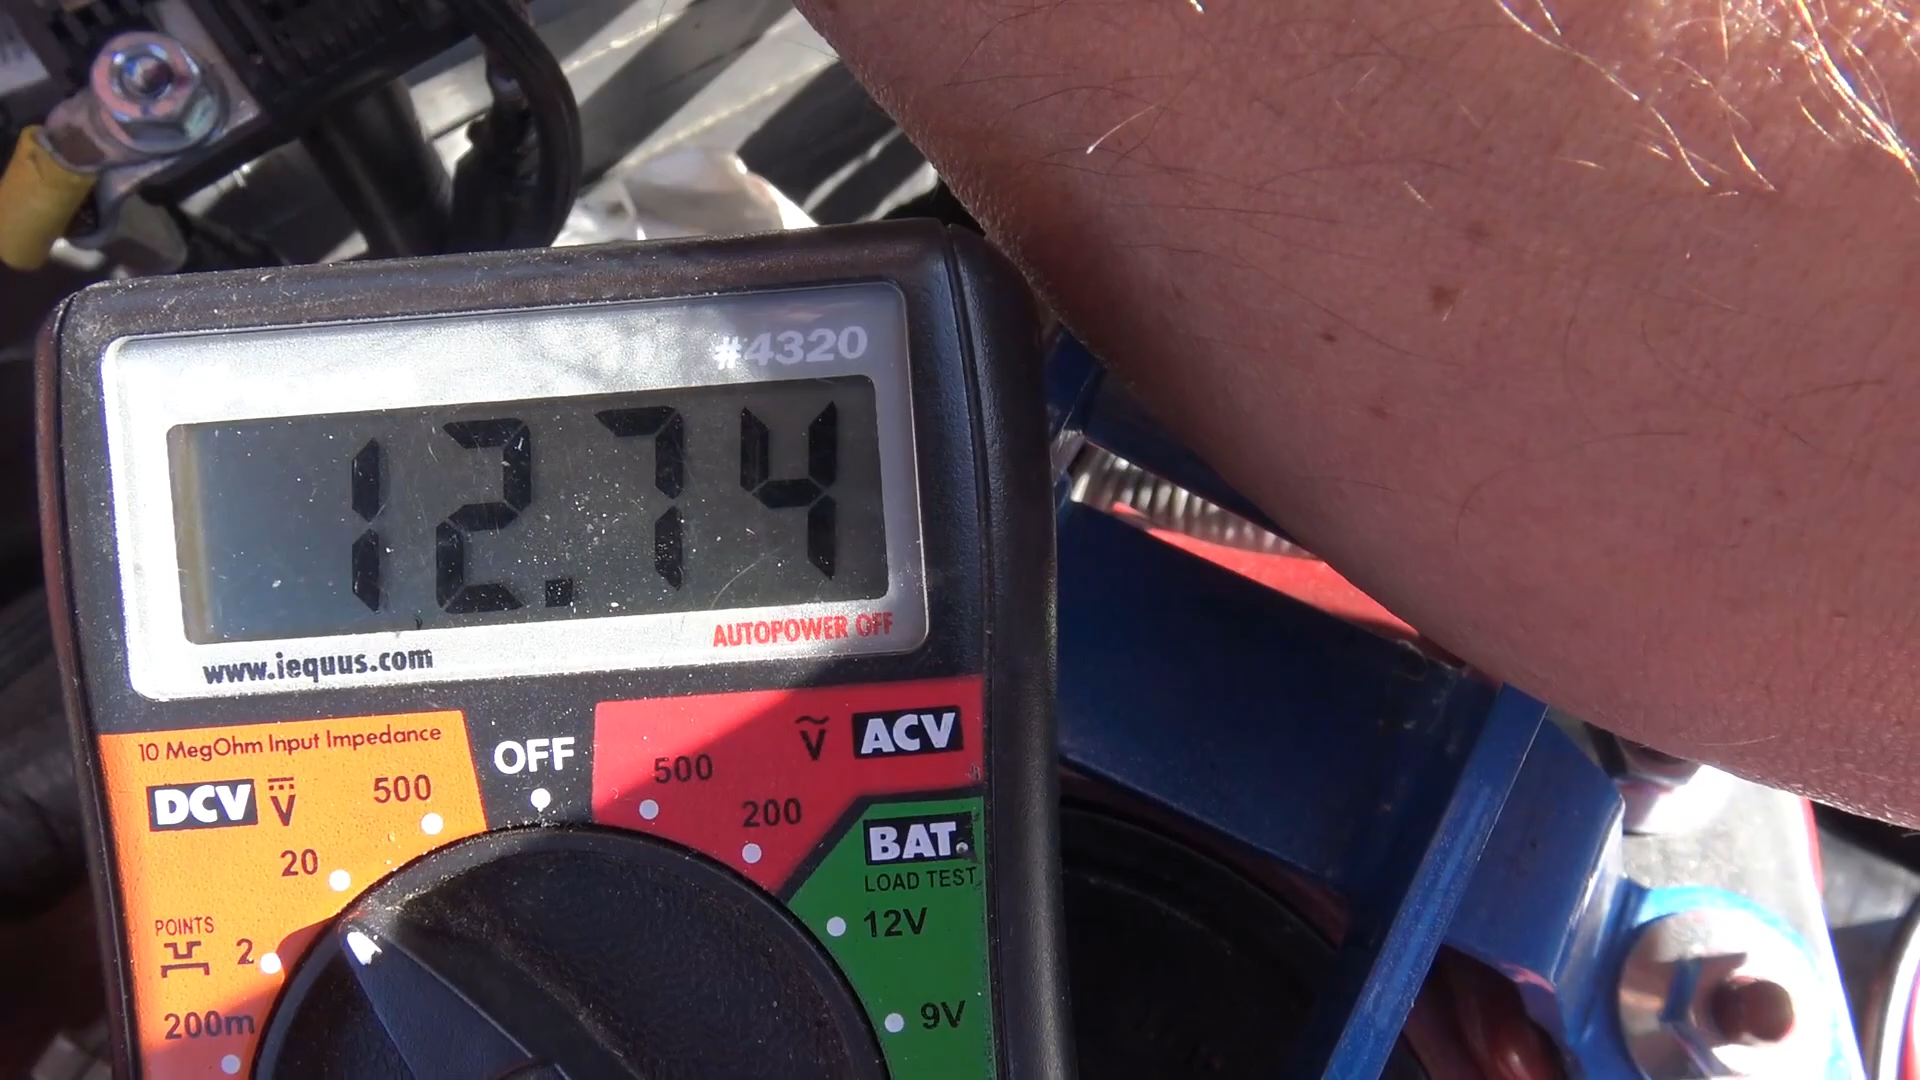 #4320
12.74
AUTOPOWER OFF
www.iequus.com
10 MegOhm Input Impedance
DCV V
500
20
POINTS
2
200m
OFF
V ACV
500
200
BAT.
LOAD TEST
12V
9V